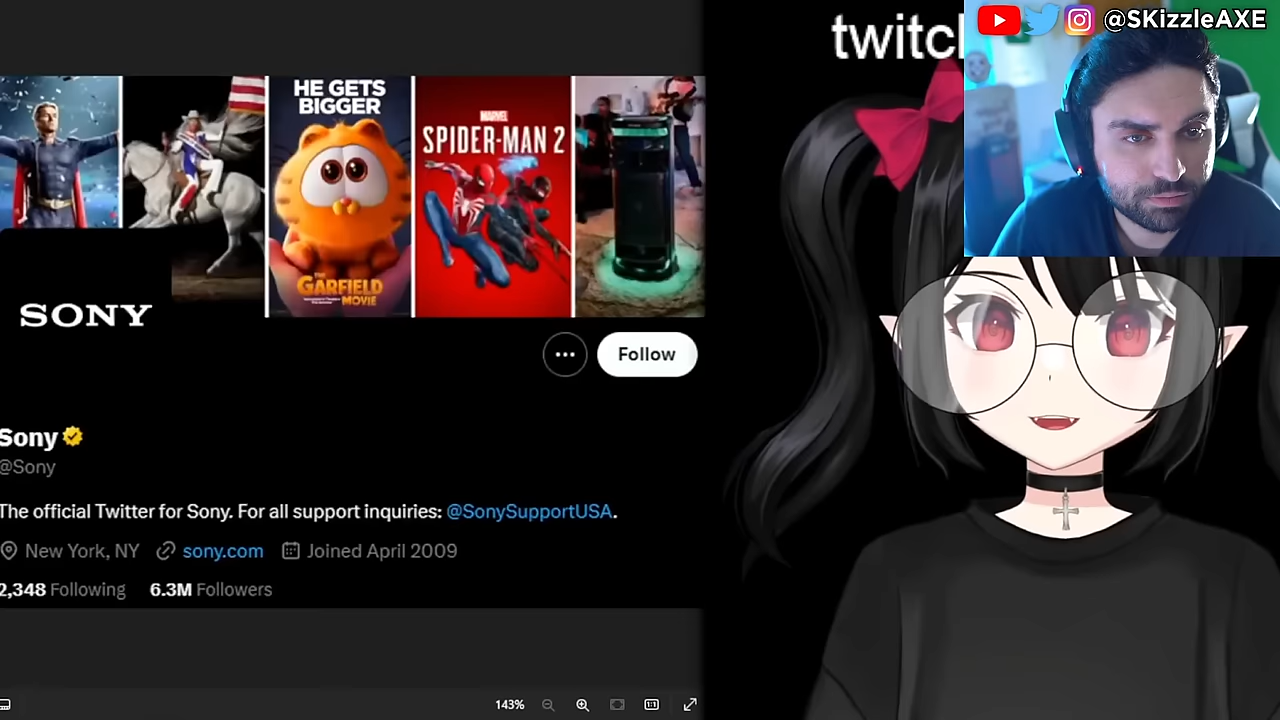 twitch
@SKizzleAXE
HE GETS
BIGGER
MARVEL
SPIDER-MAN 2
THE
GARFIELD
MOVIE
SONY
Follow
Sony
@Sony
The official Twitter for Sony. For all support inquiries: @SonySupportUSA.
New York, NY sony.com Joined April 2009
2,348 Following 6.3M Followers
143%